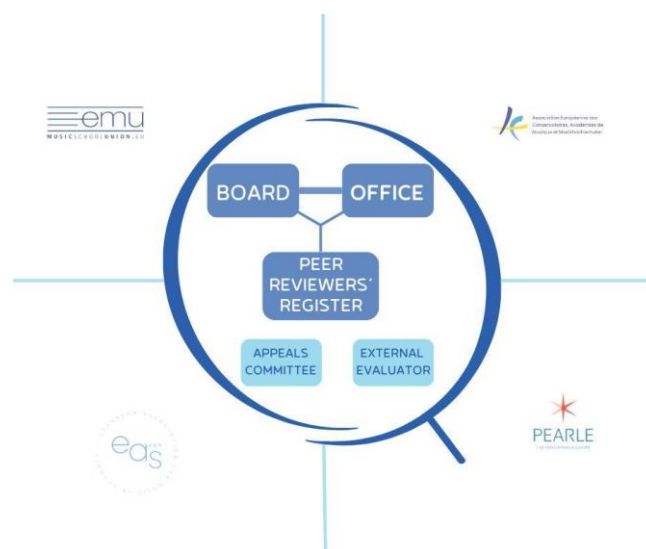 emu
MUSICSCHOOLUNION.EU
Association Européenne des
Conservatoires, Académies de
Musique et Musikhochschulen
BOARD
OFFICE
PEER
REVIEWERS´
REGISTER
APPEALS
COMMITTEE
EXTERNAL
EVALUATOR
eas
PEARLE